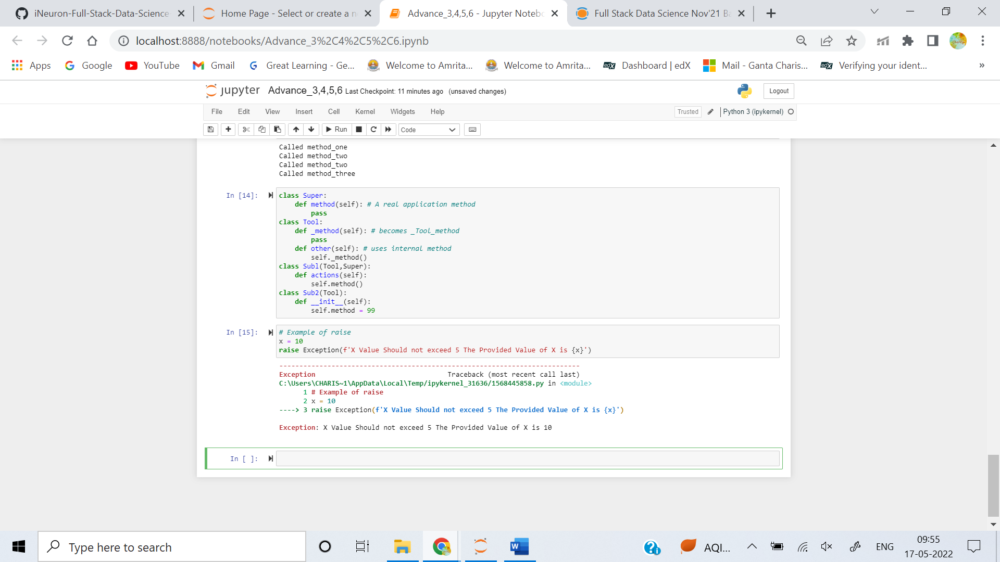 iNeuron-Full-Stack-Data-Science
Home Page - Select or create a n
Advance_3,4,5,6 - Jupyter Notebo
Full Stack Data Science Nov'21 Ba
localhost:8888/notebooks/Advance_3%2C4%2C5%2C6.ipynb
Apps
Google
YouTube
Gmail
Great Learning - Ge...
Welcome to Amrita...
Welcome to Amrita...
Dashboard | edX
Mail - Ganta Charis...
Verifying your ident...
»
jupyter Advance_3,4,5,6 Last Checkpoint: 11 minutes ago (unsaved changes)
Logout
File Edit View Insert Cell Kernel Widgets Help
Trusted
Python 3 (ipykernel)
Run
Code
Called method_one
Called method_two
Called method_two
Called method_three
In [14]:
class Super:
    def method(self): # A real application method
        pass
class Tool:
    def _method(self): # becomes _Tool_method
        pass
    def other(self): # uses internal method
        self._method()
class Subl(Tool,Super):
    def actions(self):
        self.method()
class Sub2(Tool):
    def __init__(self):
        self.method = 99
In [15]:
# Example of raise
x = 10
raise Exception(f'X Value Should not exceed 5 The Provided Value of X is {x}')
---------------------------------------------------------------------------
Exception                                 Traceback (most recent call last)
C:\Users\CHARIS~1\AppData\Local\Temp/ipykernel_31636/1568445858.py in <module>
      1 # Example of raise
      2 x = 10
----> 3 raise Exception(f'X Value Should not exceed 5 The Provided Value of X is {x}')
Exception: X Value Should not exceed 5 The Provided Value of X is 10
In [ ]:
Type here to search
W
AQI...
ENG
09:55
17-05-2022